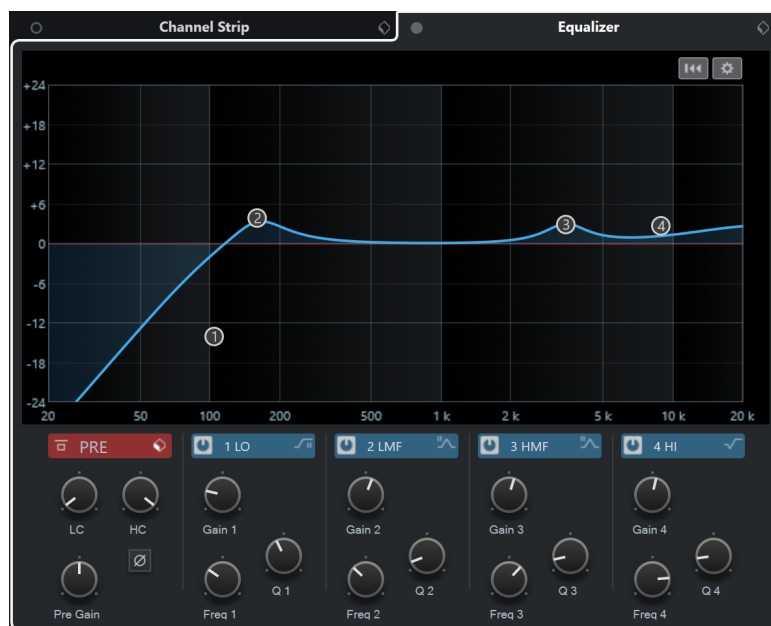 Channel Strip Equalizer
+24
+18
+12
+6
0
-6
-12
-18
-24
2
3
4
1
20 50 100 200 500 1 k 2 k 5 k 10 k 20 k
PRE 1 LO 2 LMF 3 HMF 4 HI
LC HC Gain 1 Gain 2 Gain 3 Gain 4
Q 1 Q 2 Q 3 Q 4
Pre Gain Freq 1 Freq 2 Freq 3 Freq 4